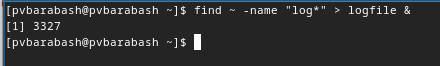 [pvbarabash@pvbarabash ~]$ find ~ -name "log*" > logfile &
[1] 3327
[pvbarabash@pvbarabash ~]$